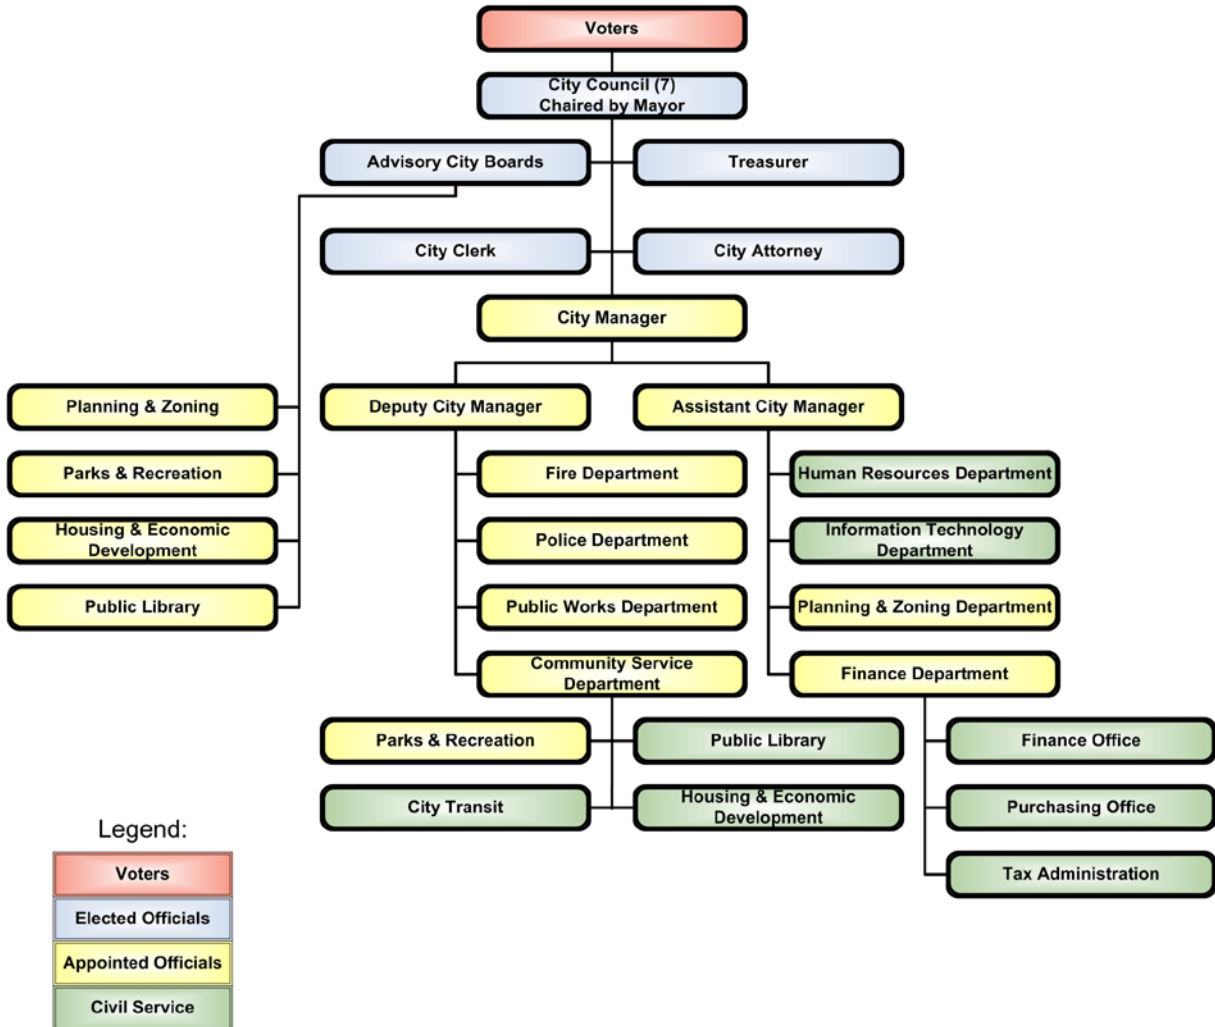 Voters
City Council (7)
Chaired by Mayor
Advisory City Boards
Treasurer
City Clerk
City Attorney
City Manager
Planning & Zoning
Deputy City Manager
Assistant City Manager
Parks & Recreation
Fire Department
Human Resources Department
Housing & Economic
Development
Police Department
Information Technology
Department
Public Library
Public Works Department
Planning & Zoning Department
Community Service
Department
Finance Department
Parks & Recreation
Public Library
Finance Office
City Transit
Housing & Economic
Development
Purchasing Office
Tax Administration
Legend:
Voters
Elected Officials
Appointed Officials
Civil Service